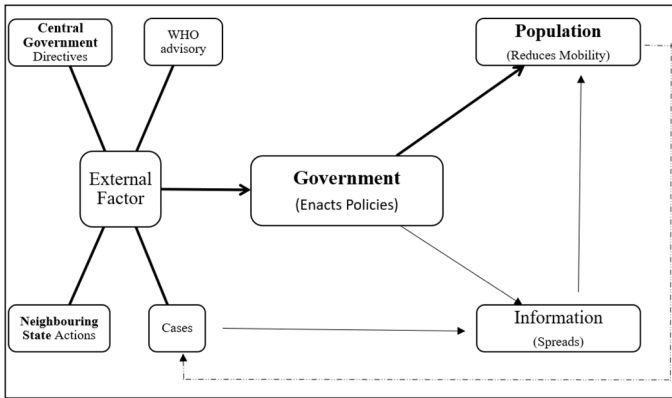 Central
Government
Directives
WHO
advisory
Population
(Reduces Mobility)
External
Factor
Government
(Enacts Policies)
Neighbouring
State Actions
Cases
Information
(Spreads)